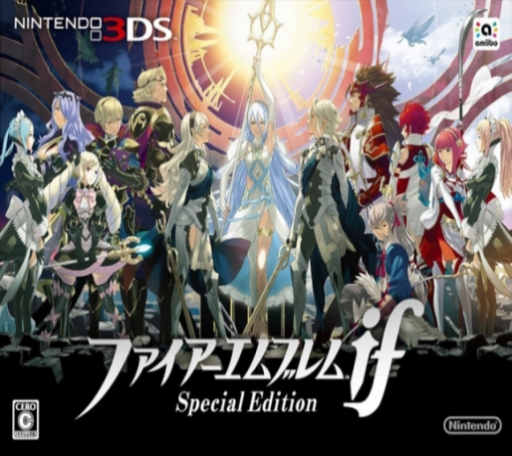 NINTENDO 3DS
amiibo
ファイアーエムブレム if
Special Edition
CERO
C
Nintendo